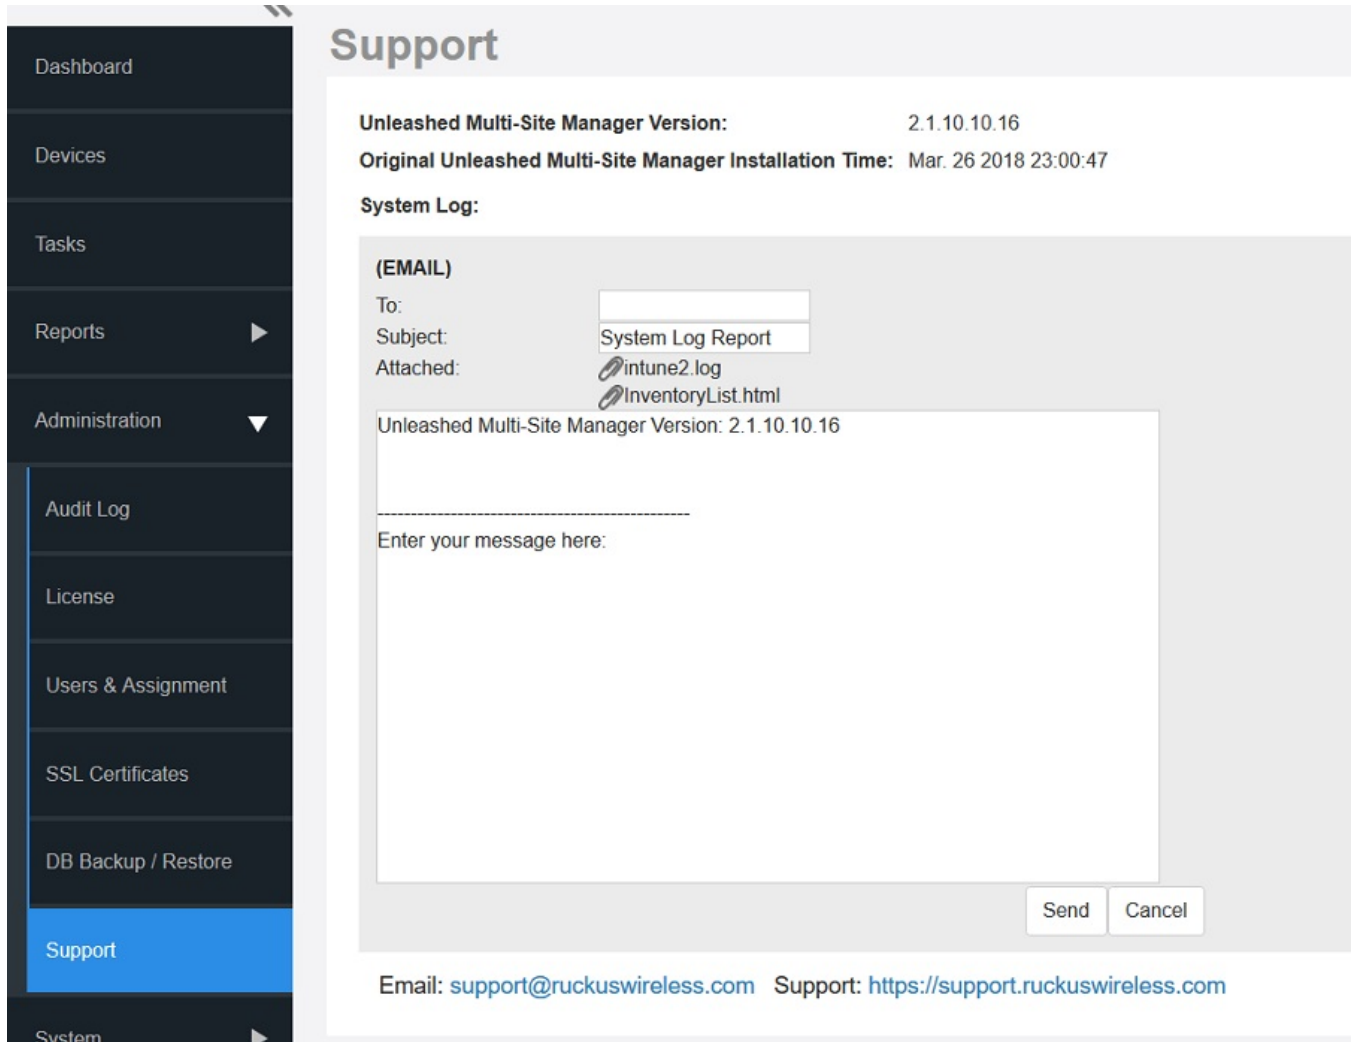 Support
Dashboard
Devices
Tasks
Reports
Administration
Audit Log
License
Users & Assignment
SSL Certificates
DB Backup / Restore
Support
System
Unleashed Multi-Site Manager Version: 2.1.10.10.16
Original Unleashed Multi-Site Manager Installation Time: Mar. 26 2018 23:00:47
System Log:
(EMAIL)
To:
Subject: System Log Report
Attached: intune2.log
InventoryList.html
Unleashed Multi-Site Manager Version: 2.1.10.10.16
------------------------------------------------
Enter your message here:
Send Cancel
Email: support@ruckuswireless.com Support: https://support.ruckuswireless.com